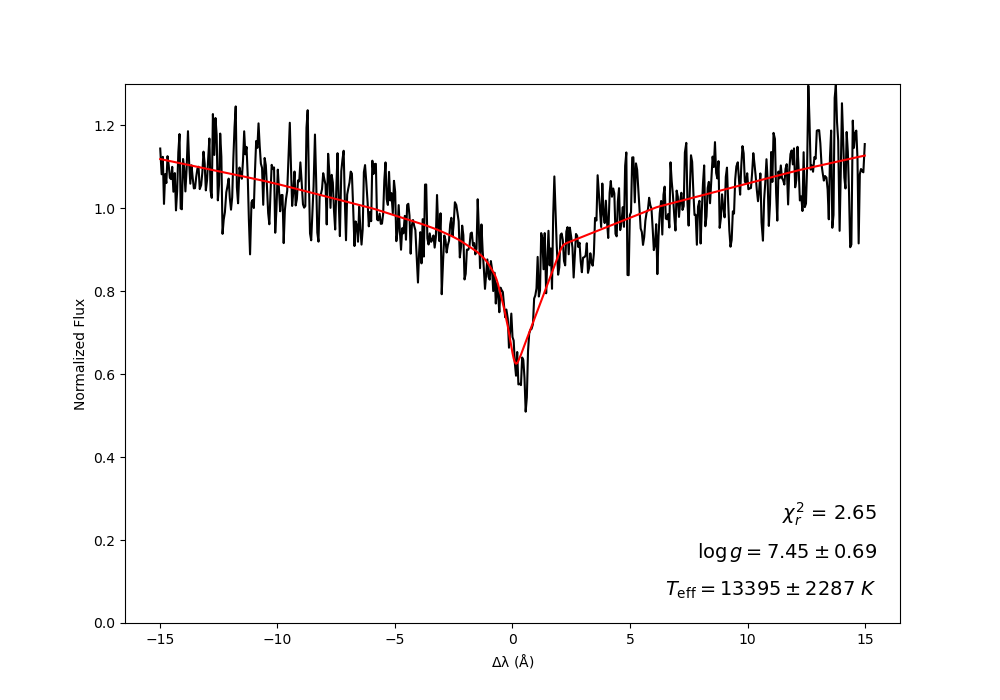 1.2
1.0
0.8
0.6
0.4
0.2
0.0
Normalized Flux
χ²ᵣ = 2.65
log g = 7.45 ± 0.69
T_eff = 13395 ± 2287 K
−15 −10 −5 0 5 10 15
Δλ (Å)